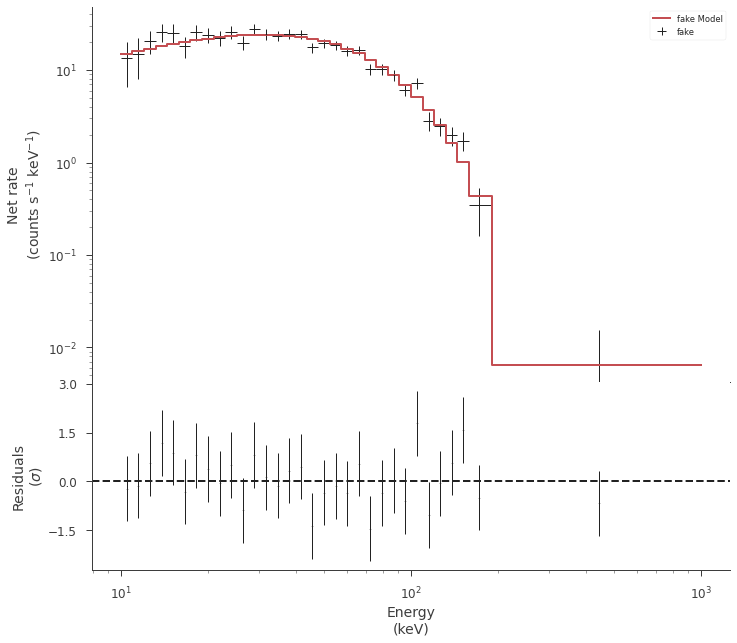 fake Model
fake
10¹
10⁰
10⁻¹
10⁻²
Net rate
(counts s⁻¹ keV⁻¹)
3.0
1.5
0.0
−1.5
Residuals
(σ)
10¹ 10² 10³
Energy
(keV)